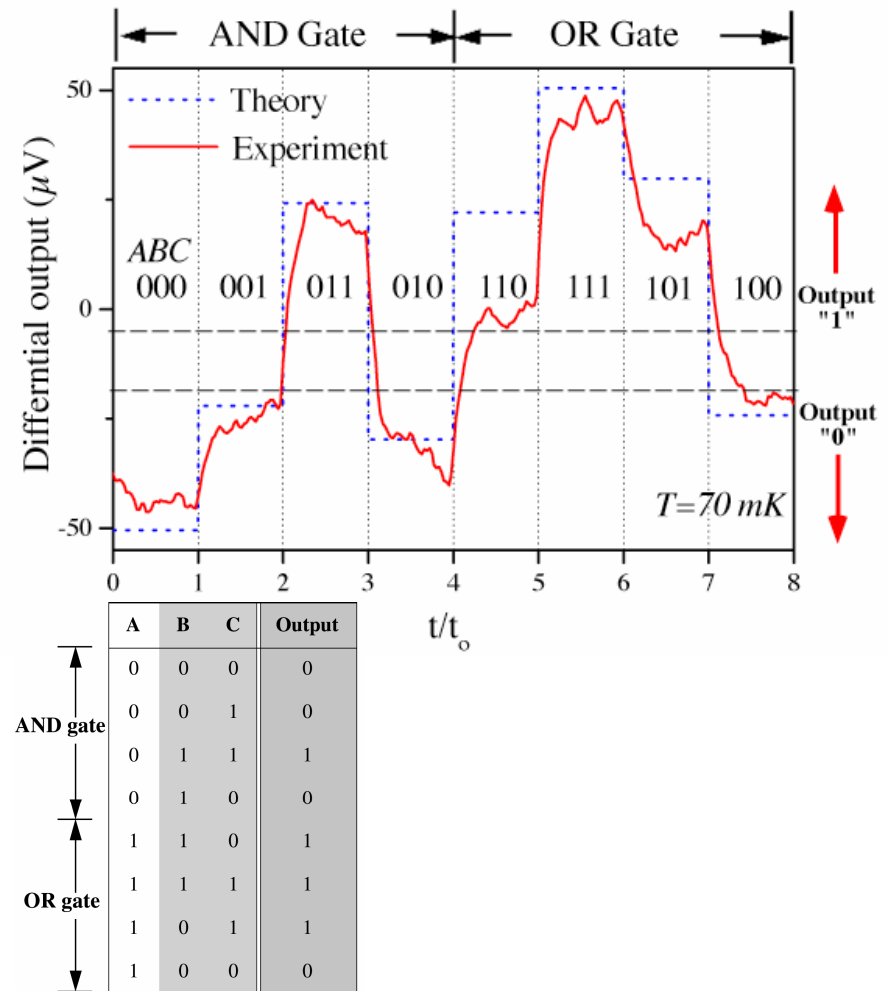 AND Gate OR Gate
50
Theory
Experiment
Differntial output (μV)
ABC
000 001 011 010 110 111 101 100
0
Output
"1"
Output
"0"
T=70 mK
-50
0 1 2 3 4 5 6 7 8
t/to
A B C Output
0 0 0 0
0 0 1 0
AND gate
0 1 1 1
0 1 0 0
1 1 0 1
1 1 1 1
OR gate
1 0 1 1
1 0 0 0